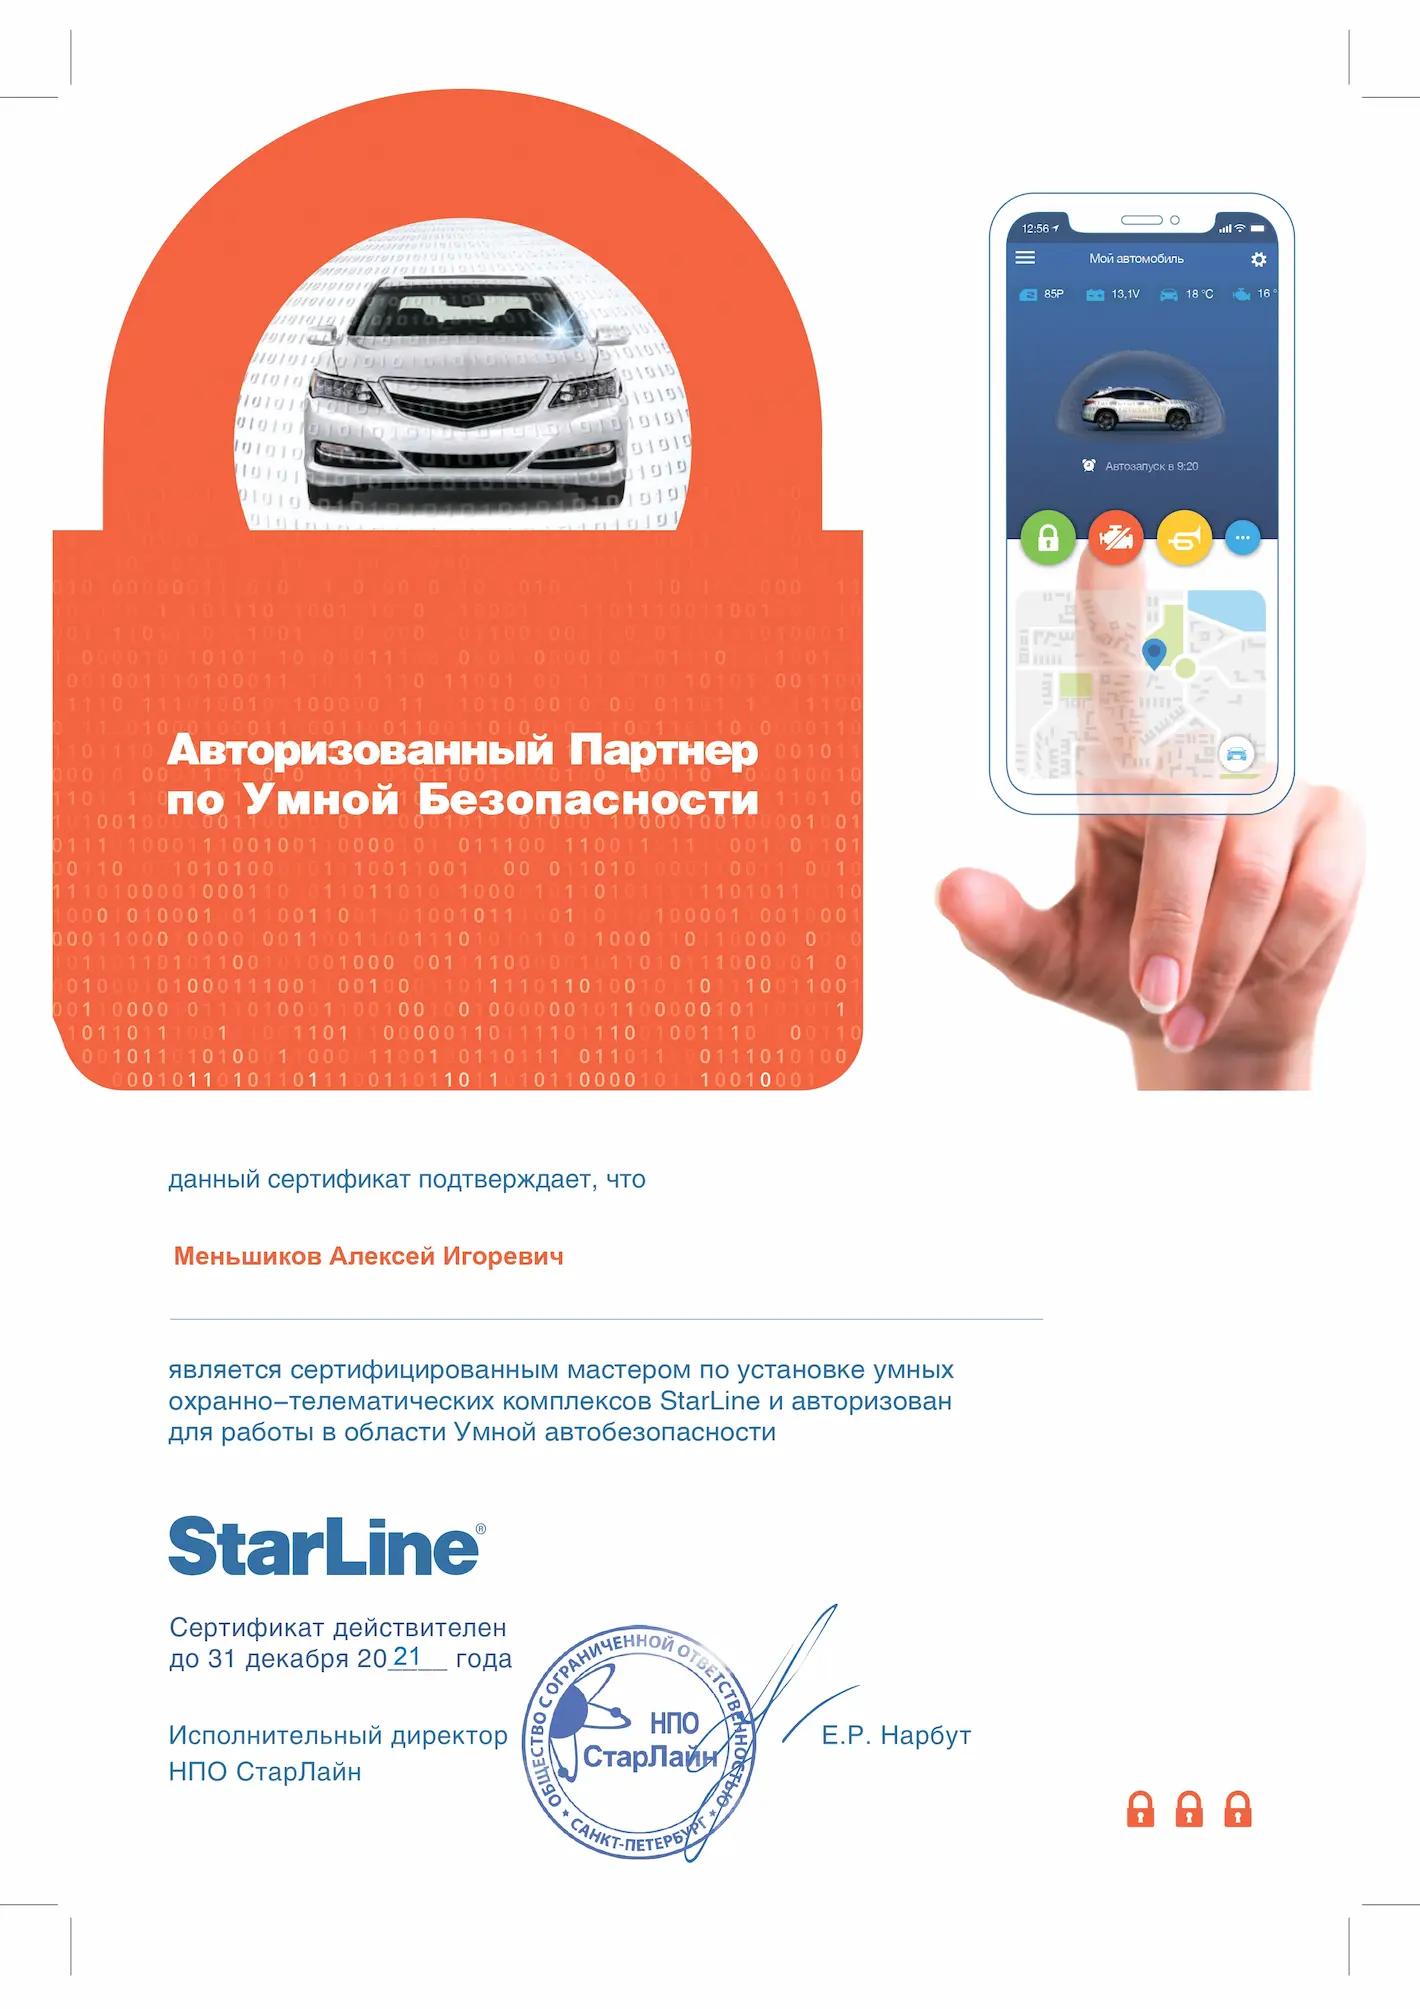 12:56
Мой автомобиль
85Р
13,1V
18 °C
16 °
Автозапуск в 9:20
Авторизованный Партнер
по Умной Безопасности
данный сертификат подтверждает, что
Меньшиков Алексей Игоревич
является сертифицированным мастером по установке умных
охранно–телематических комплексов StarLine и авторизован
для работы в области Умной автобезопасности
StarLine®
Сертификат действителен
до 31 декабря 2021 года
Исполнительный директор
НПО СтарЛайн
ОБЩЕСТВО С ОГРАНИЧЕННОЙ ОТВЕТСТВЕННОСТЬЮ
НПО
СтарЛайн
* САНКТ-ПЕТЕРБУРГ *
Е.Р. Нарбут